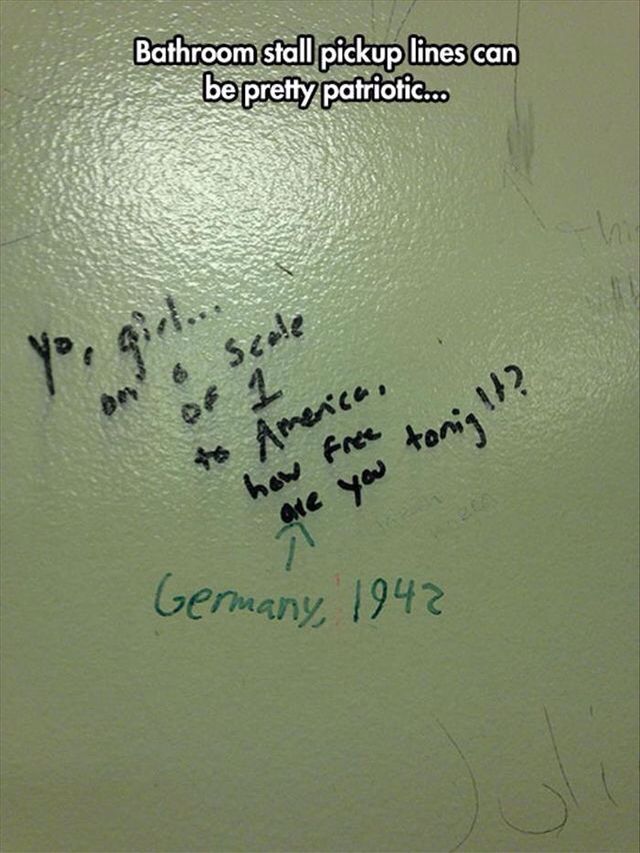 Bathroom stall pickup lines can
be pretty patriotic...
yo, girl...
on a scale
of 1
to America,
how free
are you tonight?
↑
Germany, 1942
Juli